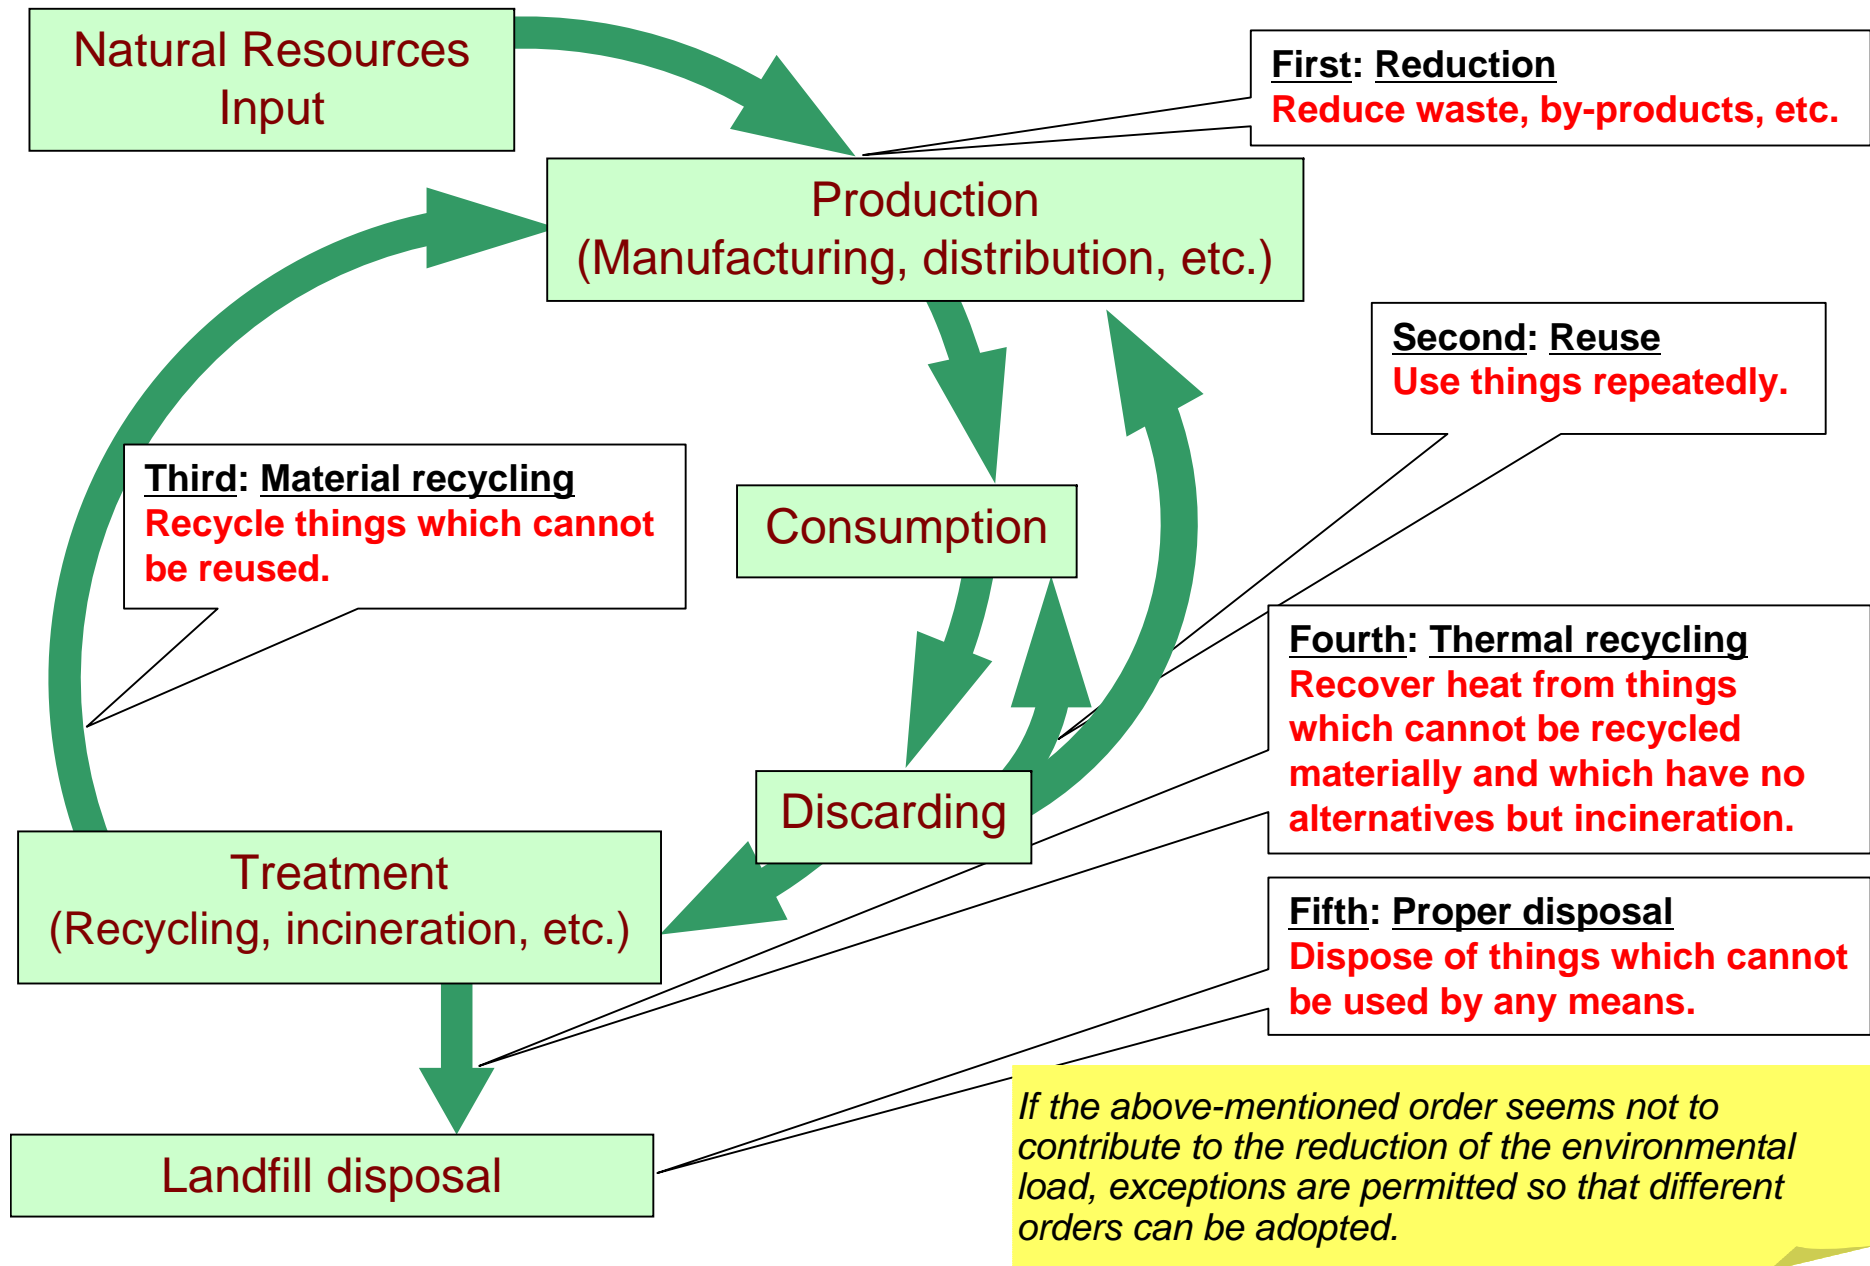 Natural Resources
Input
First: Reduction
Reduce waste, by-products, etc.
Production
(Manufacturing, distribution, etc.)
Second: Reuse
Use things repeatedly.
Third: Material recycling
Recycle things which cannot
be reused.
Consumption
Fourth: Thermal recycling
Recover heat from things
which cannot be recycled
materially and which have no
alternatives but incineration.
Discarding
Treatment
(Recycling, incineration, etc.)
Fifth: Proper disposal
Dispose of things which cannot
be used by any means.
Landfill disposal
If the above-mentioned order seems not to
contribute to the reduction of the environmental
load, exceptions are permitted so that different
orders can be adopted.